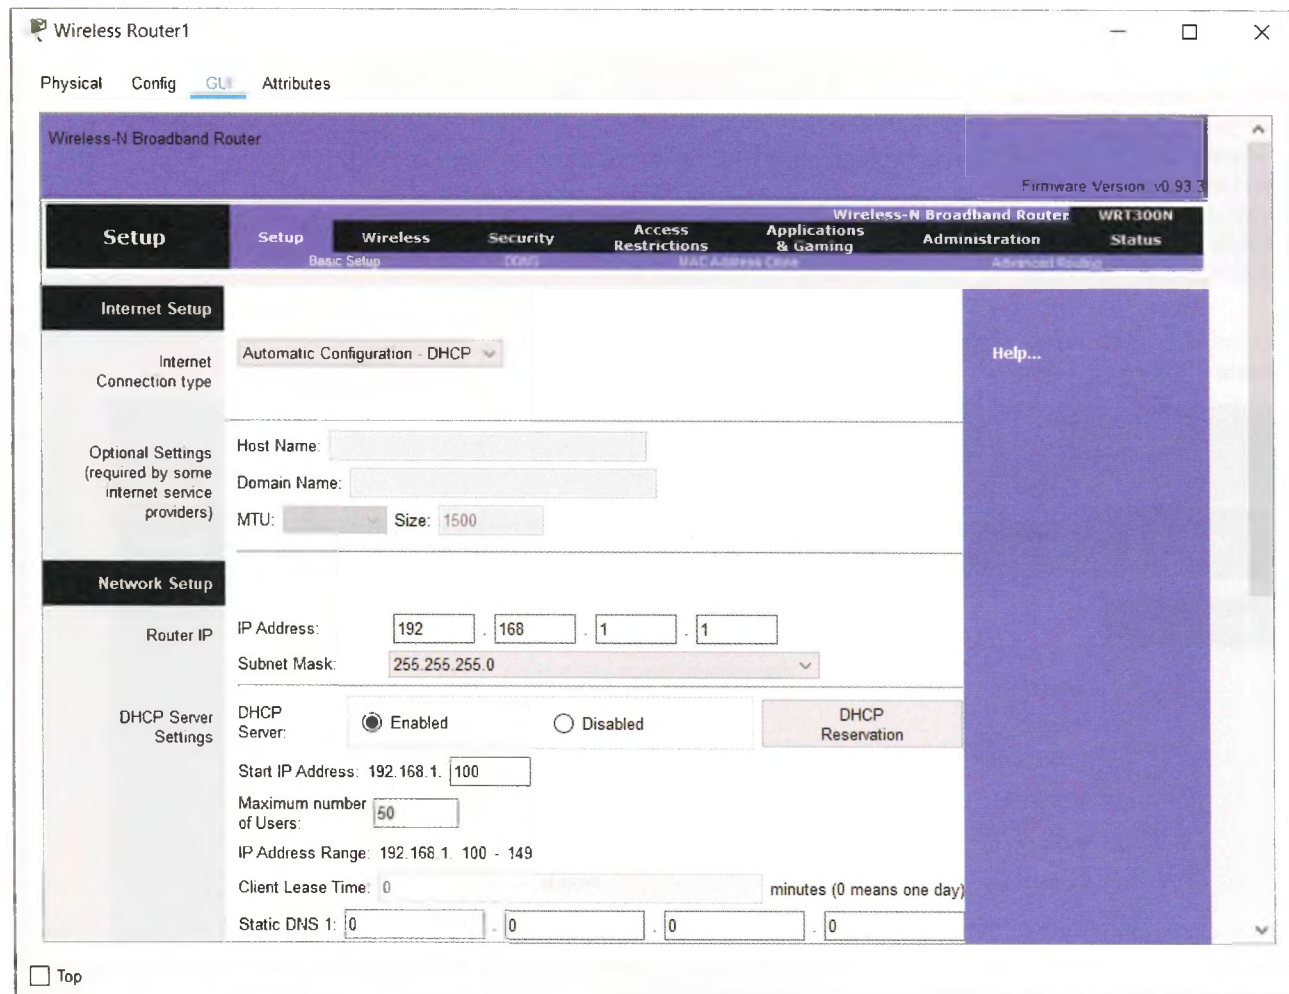 Wireless Router1
Physical Config GUI Attributes
Wireless-N Broadband Router
Firmware Version: v0.93.3
Wireless-N Broadband Router WRT300N
Setup
Setup Wireless Security Access Restrictions Applications & Gaming Administration Status
Basic Setup DDNS MAC Address Clone Advanced Routing
Internet Setup
Internet Connection type
Automatic Configuration - DHCP
Help...
Optional Settings (required by some internet service providers)
Host Name:
Domain Name:
MTU: Size: 1500
Network Setup
Router IP
IP Address: 192 . 168 . 1 . 1
Subnet Mask: 255.255.255.0
DHCP Server Settings
DHCP Server: Enabled Disabled DHCP Reservation
Start IP Address: 192.168.1. 100
Maximum number of Users: 50
IP Address Range: 192.168.1. 100 - 149
Client Lease Time: 0 minutes (0 means one day)
Static DNS 1: 0 . 0 . 0 . 0
Top